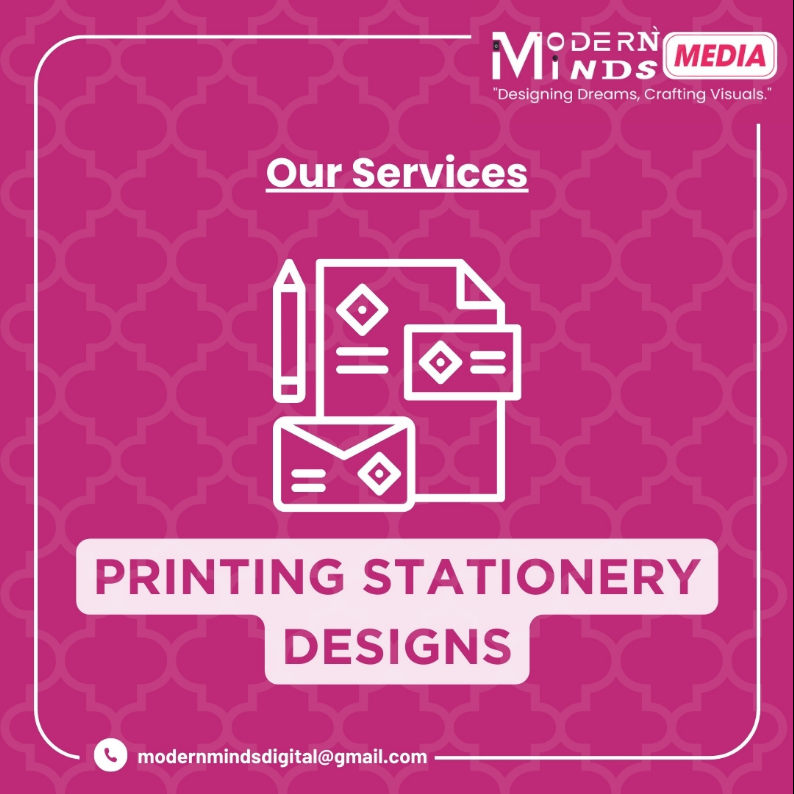 MODERN
MINDS MEDIA
"Designing Dreams, Crafting Visuals."
Our Services
PRINTING STATIONERY
DESIGNS
modernmindsdigital@gmail.com